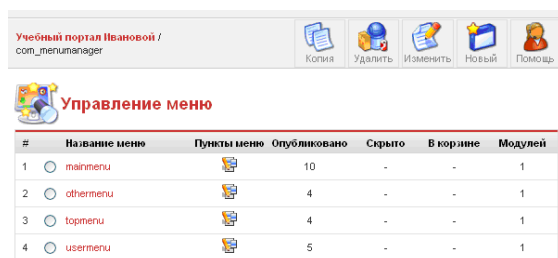 Учебный портал Ивановой /
com_menumanager
Копия Удалить Изменить Новый Помощь
Управление меню
# Название меню Пункты меню Опубликовано Скрыто В корзине Модулей
1 mainmenu 10 - - 1
2 othermenu 4 - - 1
3 topmenu 4 - - 1
4 usermenu 5 - - 1